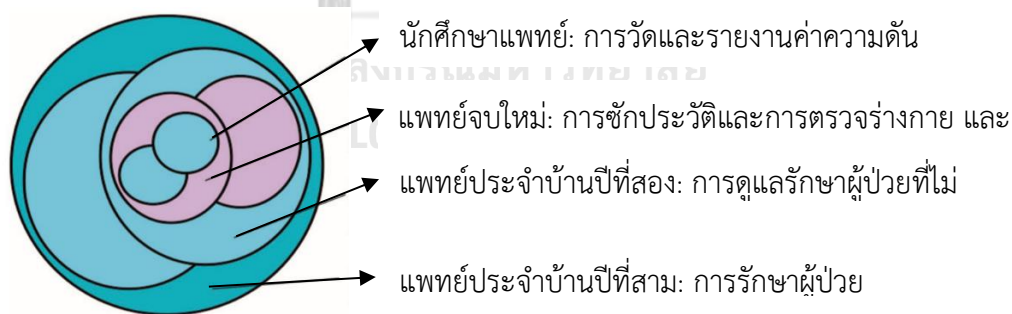 นักศึกษาแพทย์: การวัดและรายงานค่าความดัน
แพทย์จบใหม่: การซักประวัติและการตรวจร่างกาย และ
แพทย์ประจำบ้านปีที่สอง: การดูแลรักษาผู้ป่วยที่ไม่
แพทย์ประจำบ้านปีที่สาม: การรักษาผู้ป่วย